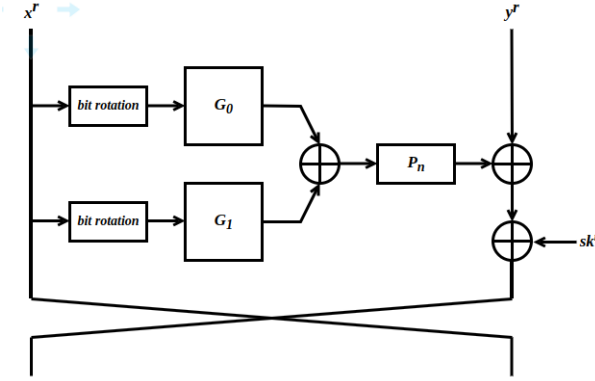 x^r
y^r
bit rotation
G_0
P_n
bit rotation
G_1
sk